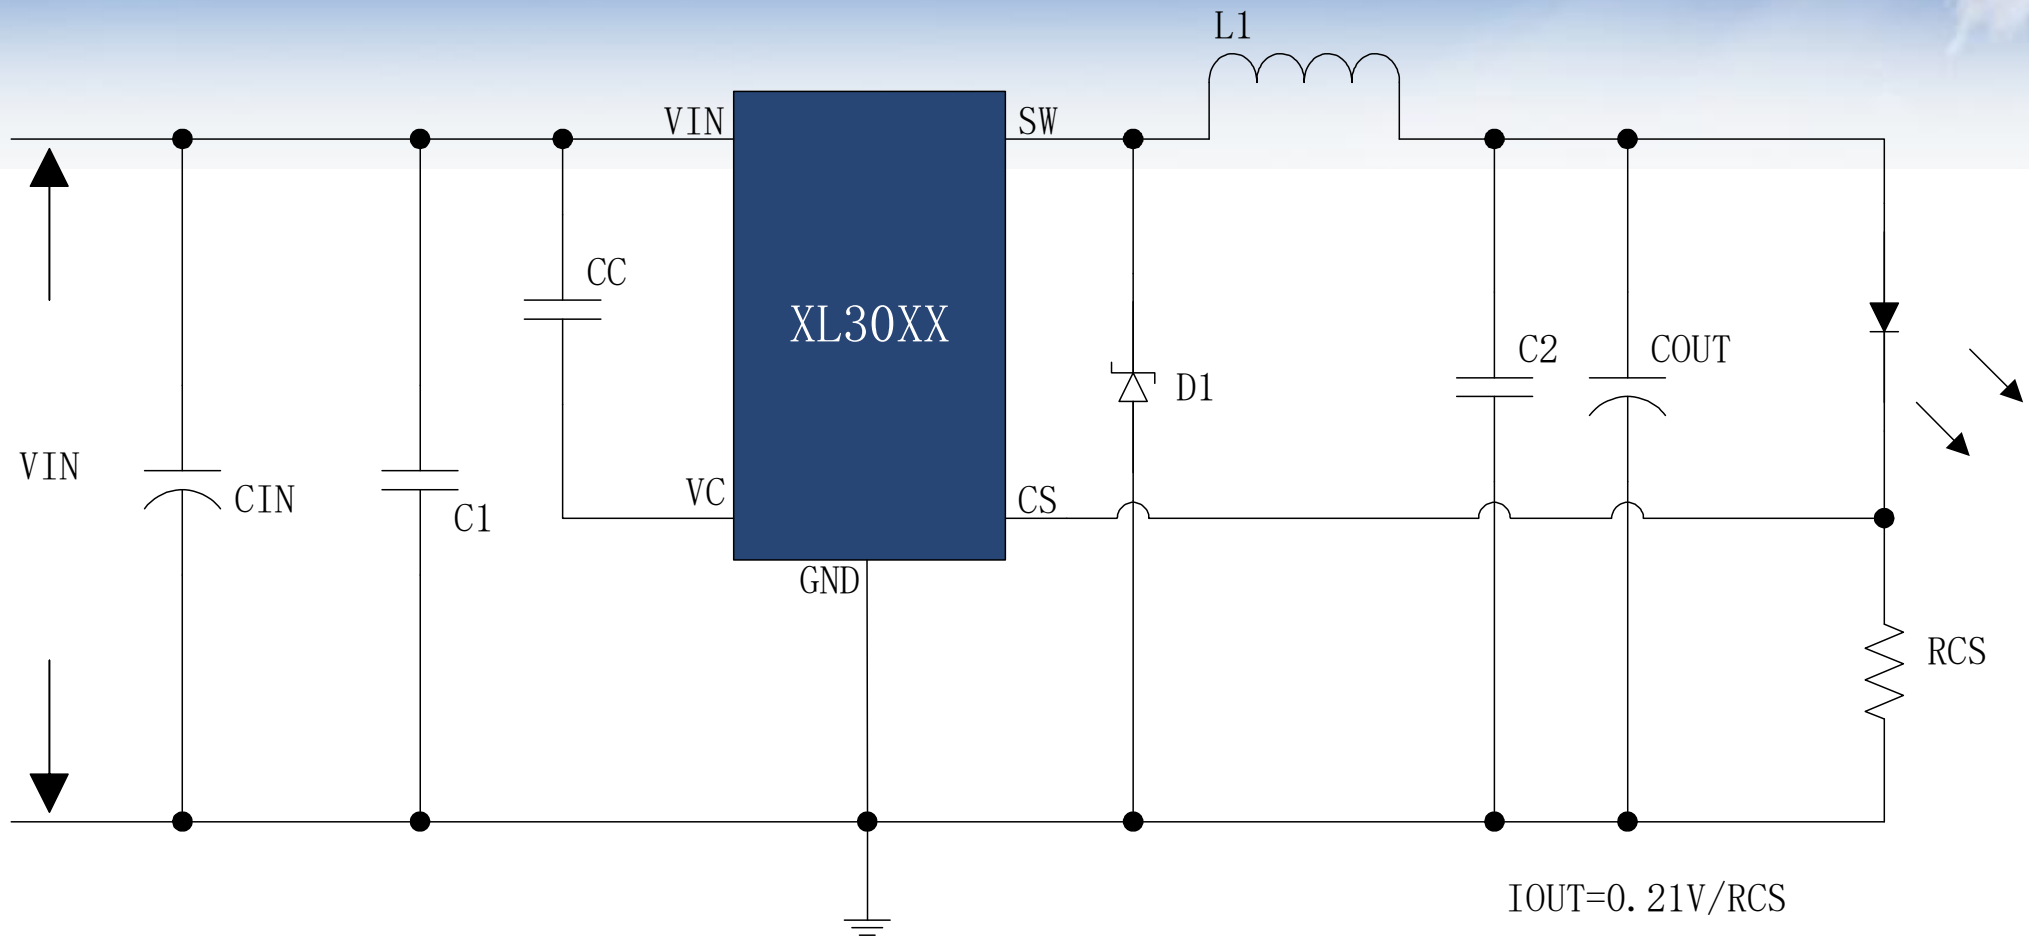 L1
VIN
SW
CC
XL30XX
C2
COUT
D1
VIN
CIN
C1
VC
CS
GND
RCS
IOUT=0.21V/RCS